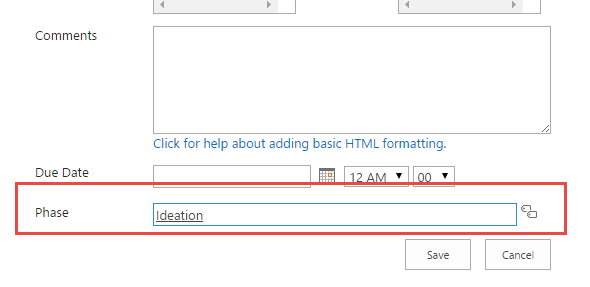 Comments
Click for help about adding basic HTML formatting.
Due Date 12 AM 00
Phase Ideation
Save Cancel